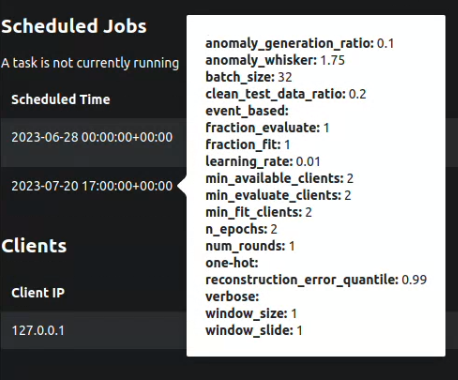 Scheduled Jobs
A task is not currently running
Scheduled Time
2023-06-28 00:00:00+00:00
2023-07-20 17:00:00+00:00
Clients
Client IP
127.0.0.1
anomaly_generation_ratio: 0.1
anomaly_whisker: 1.75
batch_size: 32
clean_test_data_ratio: 0.2
event_based:
fraction_evaluate: 1
fraction_fit: 1
learning_rate: 0.01
min_available_clients: 2
min_evaluate_clients: 2
min_fit_clients: 2
n_epochs: 2
num_rounds: 1
one-hot:
reconstruction_error_quantile: 0.99
verbose:
window_size: 1
window_slide: 1